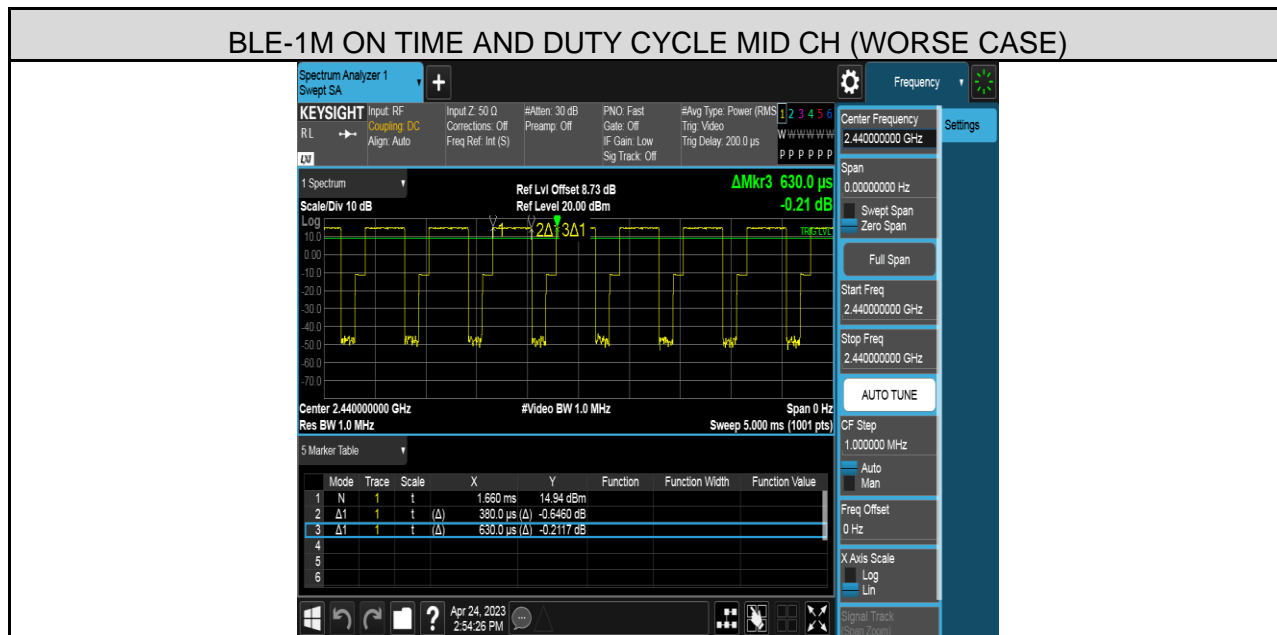 BLE-1M ON TIME AND DUTY CYCLE MID CH (WORSE CASE)
Spectrum Analyzer 1
Swept SA
+
Frequency
KEYSIGHT
RL
LXI
Input: RF
Coupling: DC
Align: Auto
Input Z: 50 Ω
Corrections: Off
Freq Ref: Int (S)
#Atten: 30 dB
Preamp: Off
PNO: Fast
Gate: Off
IF Gain: Low
Sig Track: Off
#Avg Type: Power (RMS
Trig: Video
Trig Delay: 200.0 µs
1 2 3 4 5 6
W W W W W W
P P P P P P
1 Spectrum
Scale/Div 10 dB
Ref Lvl Offset 8.73 dB
Ref Level 20.00 dBm
ΔMkr3 630.0 µs
-0.21 dB
Log
10.0
0.00
-10.0
-20.0
-30.0
-40.0
-50.0
-60.0
-70.0
1
2Δ1
3Δ1
TRIG LVL
Center 2.440000000 GHz
#Video BW 1.0 MHz
Span 0 Hz
Res BW 1.0 MHz
Sweep 5.000 ms (1001 pts)
5 Marker Table
Mode Trace Scale X Y Function Function Width Function Value
1 N 1 t 1.660 ms 14.94 dBm
2 Δ1 1 t (Δ) 380.0 µs (Δ) -0.6460 dB
3 Δ1 1 t (Δ) 630.0 µs (Δ) -0.2117 dB
4
5
6
?
Apr 24, 2023
2:54:26 PM
Center Frequency
2.440000000 GHz
Span
0.00000000 Hz
Swept Span
Zero Span
Full Span
Start Freq
2.440000000 GHz
Stop Freq
2.440000000 GHz
AUTO TUNE
CF Step
1.000000 MHz
Auto
Man
Freq Offset
0 Hz
X Axis Scale
Log
Lin
Signal Track
(Span Zoom)
Settings